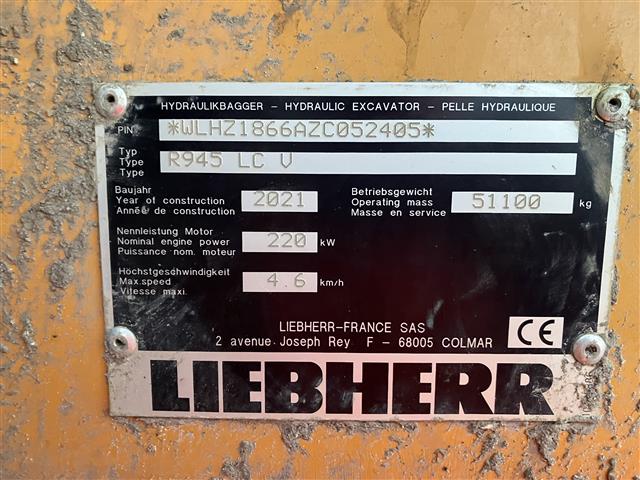 HYDRAULIKBAGGER - HYDRAULIC EXCAVATOR - PELLE HYDRAULIQUE
PIN *WLHZ1866AZC052405*
Typ
Type R945 LC V
Type
Baujahr
Year of construction 2021
Année de construction
Betriebsgewicht
Operating mass 51100 kg
Masse en service
Nennleistung Motor
Nominal engine power 220 kW
Puissance nom. moteur
Höchstgeschwindigkeit
Max.speed 4.6 km/h
Vitesse maxi.
LIEBHERR-FRANCE SAS
2 avenue Joseph Rey F - 68005 COLMAR
CE
LIEBHERR